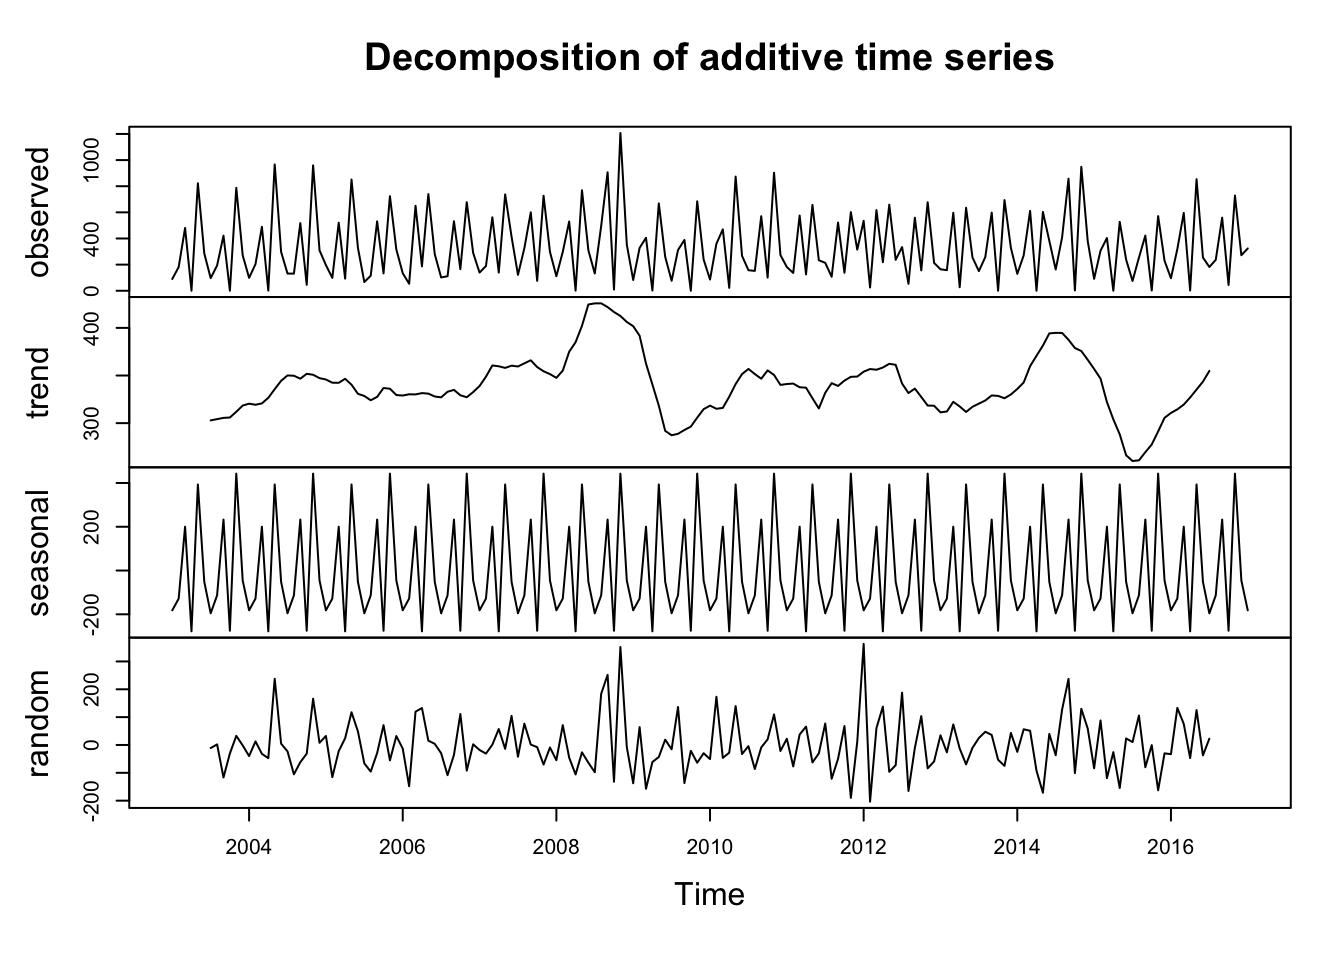 Decomposition of additive time series
observed
0 400 1000
trend
300 400
seasonal
-200 200
random
-200 0 200
2004 2006 2008 2010 2012 2014 2016
Time